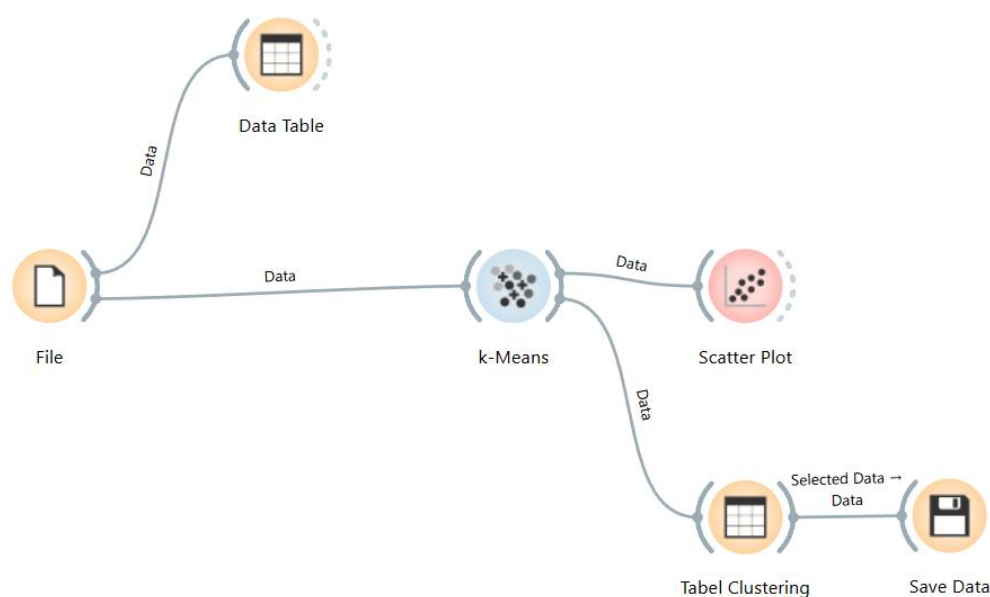 Data Table
Data
File
Data
k-Means
Data
Scatter Plot
Data
Tabel Clustering
Selected Data →
Data
Save Data